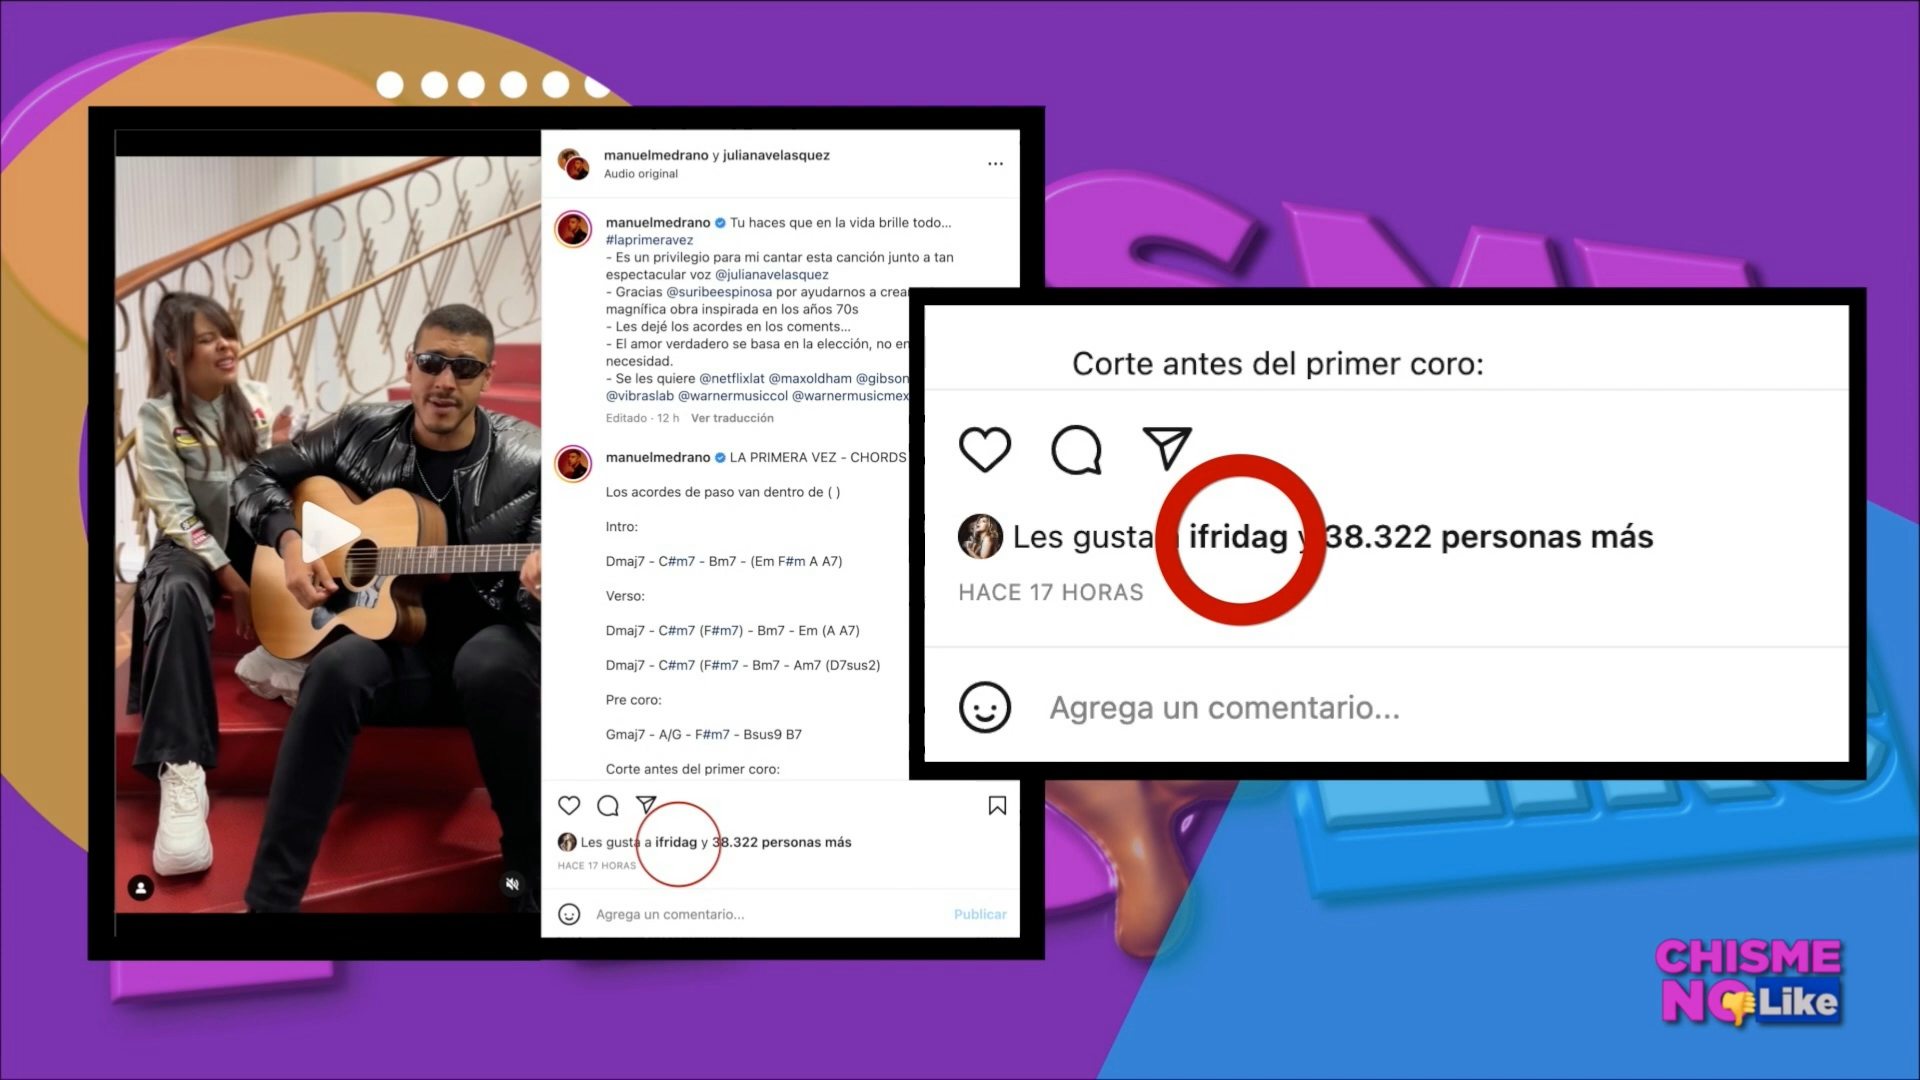 manuelmedrano y julianavelasquez
Audio original
manuelmedrano Tu haces que en la vida brille todo...
#laprimeravez
- Es un privilegio para mi cantar esta canción junto a tan
espectacular voz @julianavelasquez
- Gracias @suribeespinosa por ayudarnos a crear
magnífica obra inspirada en los años 70s
- Les dejé los acordes en los coments...
- El amor verdadero se basa en la elección, no en
necesidad.
- Se les quiere @netflixlat @maxoldham @gibson
@vibraslab @warnermusiccol @warnermusicmex
Editado · 12 h Ver traducción
manuelmedrano LA PRIMERA VEZ - CHORDS
Los acordes de paso van dentro de ( )
Intro:
Dmaj7 - C#m7 - Bm7 - (Em F#m A A7)
Verso:
Dmaj7 - C#m7 (F#m7) - Bm7 - Em (A A7)
Dmaj7 - C#m7 (F#m7 - Bm7 - Am7 (D7sus2)
Pre coro:
Gmaj7 - A/G - F#m7 - Bsus9 B7
Corte antes del primer coro:
Les gusta a ifridag y 38.322 personas más
HACE 17 HORAS
Agrega un comentario...
Publicar
Corte antes del primer coro:
Les gusta ifridag y 38.322 personas más
HACE 17 HORAS
Agrega un comentario...
CHISME
NO Like